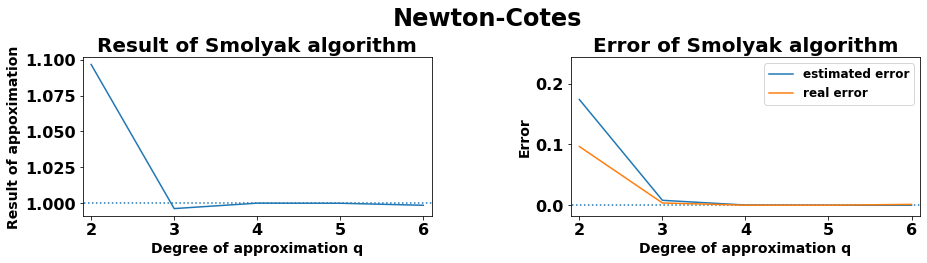 Newton-Cotes
Result of Smolyak algorithm
Result of appoximation
1.100
1.075
1.050
1.025
1.000
2 3 4 5 6
Degree of approximation q
Error of Smolyak algorithm
Error
0.2
0.1
0.0
estimated error
real error
2 3 4 5 6
Degree of approximation q